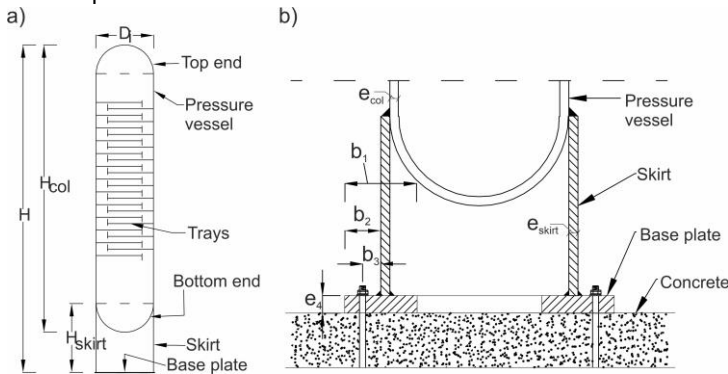 a)
D
i
Top end
Pressure
vessel
H
H
col
Trays
Bottom end
H
skirt
Skirt
Base plate
b)
e
col
Pressure
vessel
b
1
Skirt
b
2
e
skirt
Base plate
b
3
Concrete
e
4